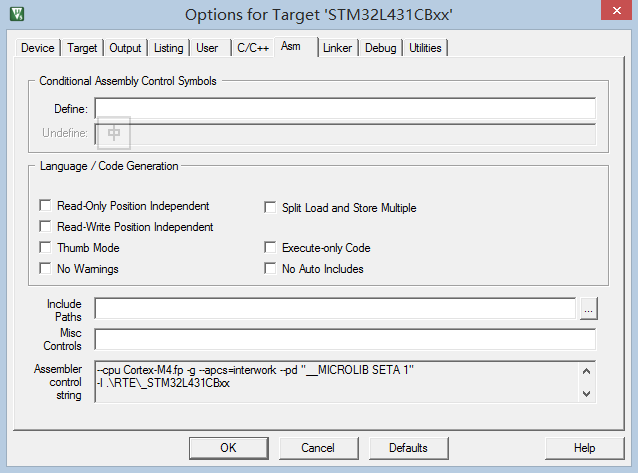 Options for Target 'STM32L431CBxx'
Device Target Output Listing User C/C++ Asm Linker Debug Utilities
Conditional Assembly Control Symbols
Define:
Undefine:
中
Language / Code Generation
Read-Only Position Independent
Split Load and Store Multiple
Read-Write Position Independent
Thumb Mode
Execute-only Code
No Warnings
No Auto Includes
Include
Paths
...
Misc
Controls
Assembler
control
string
--cpu Cortex-M4.fp -g --apcs=interwork --pd "__MICROLIB SETA 1"
-I .\RTE\_STM32L431CBxx
OK Cancel Defaults Help